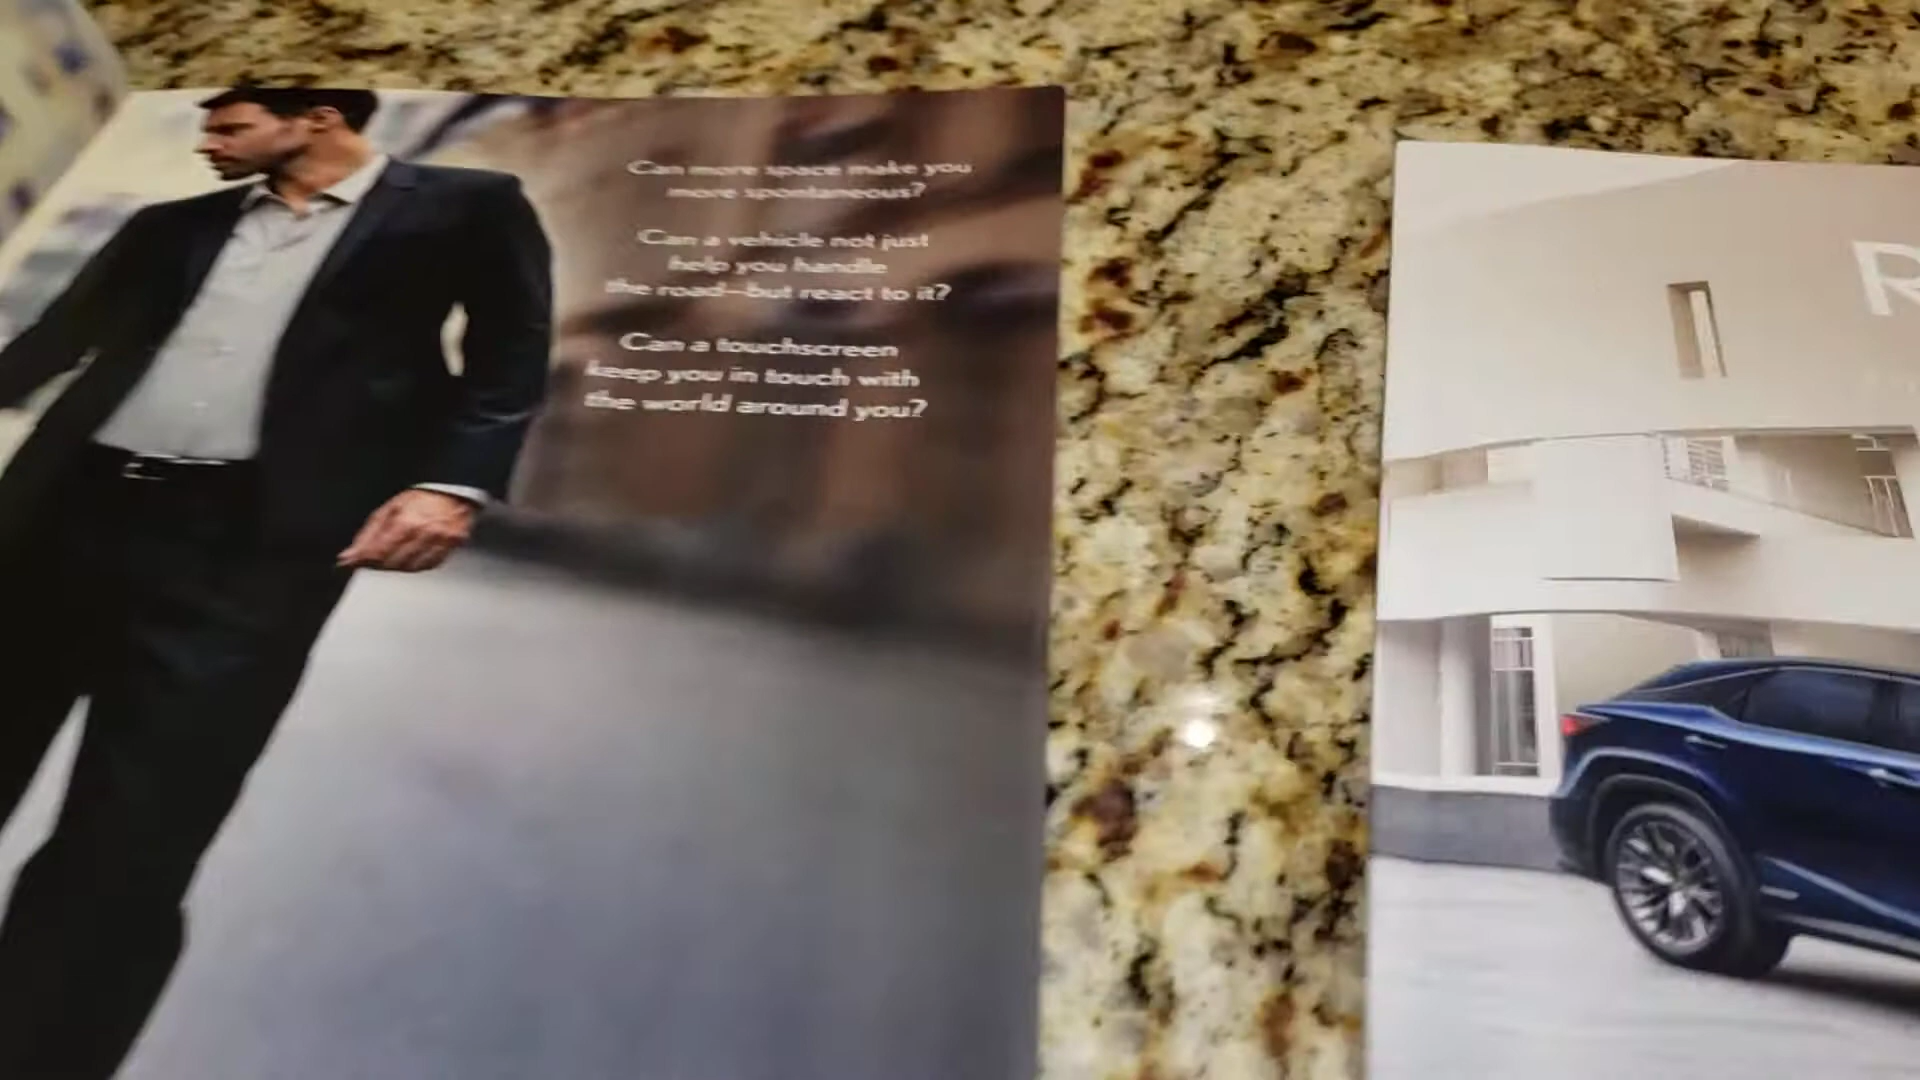 Can more space make you
more spontaneous?
Can a vehicle not just
help you handle
the road—but react to it?
Can a touchscreen
keep you in touch with
the world around you?
R